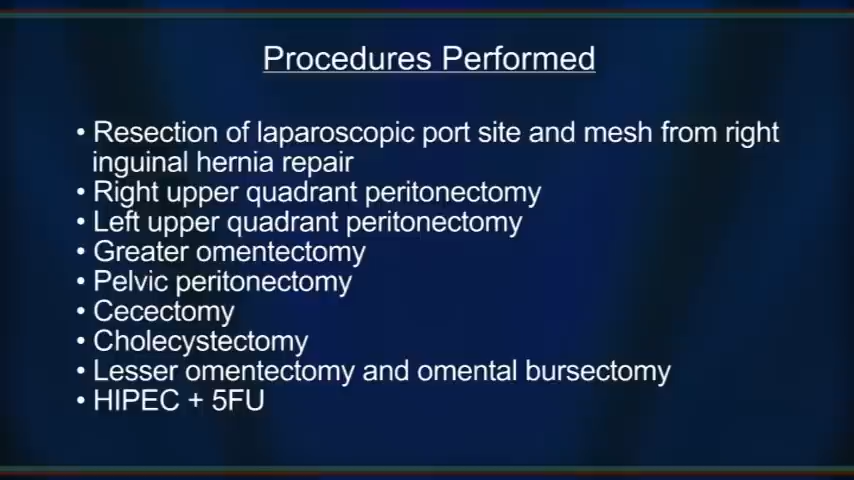 Procedures Performed
• Resection of laparoscopic port site and mesh from right
inguinal hernia repair
• Right upper quadrant peritonectomy
• Left upper quadrant peritonectomy
• Greater omentectomy
• Pelvic peritonectomy
• Cecectomy
• Cholecystectomy
• Lesser omentectomy and omental bursectomy
• HIPEC + 5FU